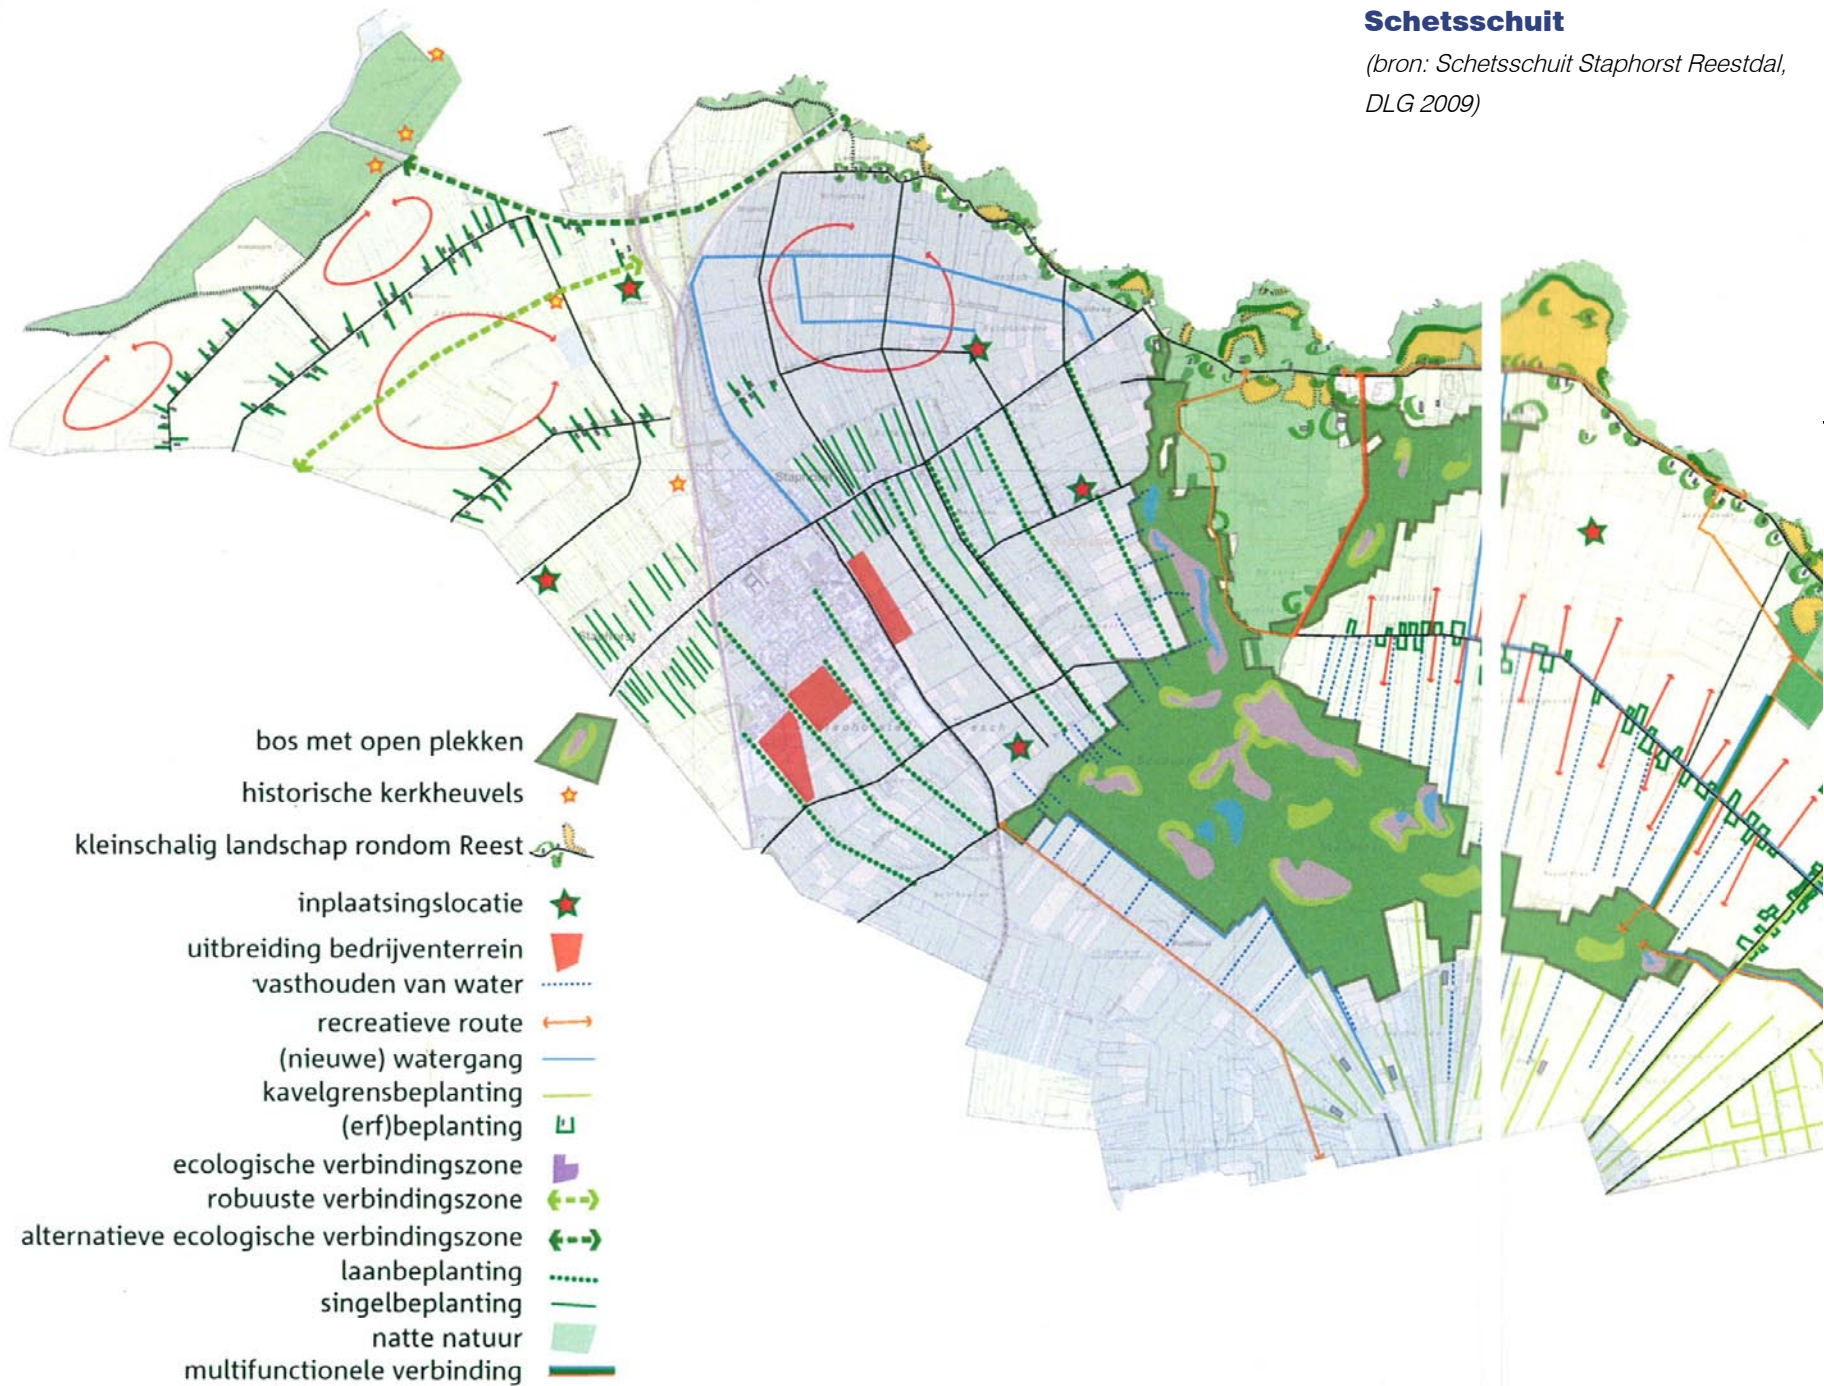 Schetsschuit
(bron: Schetsschuit Staphorst Reestdal,
DLG 2009)
Staphorst
Staphorst
bos met open plekken
historische kerkheuvels
kleinschalig landschap rondom Reest
inplaatsingslocatie
uitbreiding bedrijventerrein
vasthouden van water
recreatieve route
(nieuwe) watergang
kavelgrensbeplanting
(erf)beplanting
ecologische verbindingszone
robuuste verbindingszone
alternatieve ecologische verbindingszone
laanbeplanting
singelbeplanting
natte natuur
multifunctionele verbinding